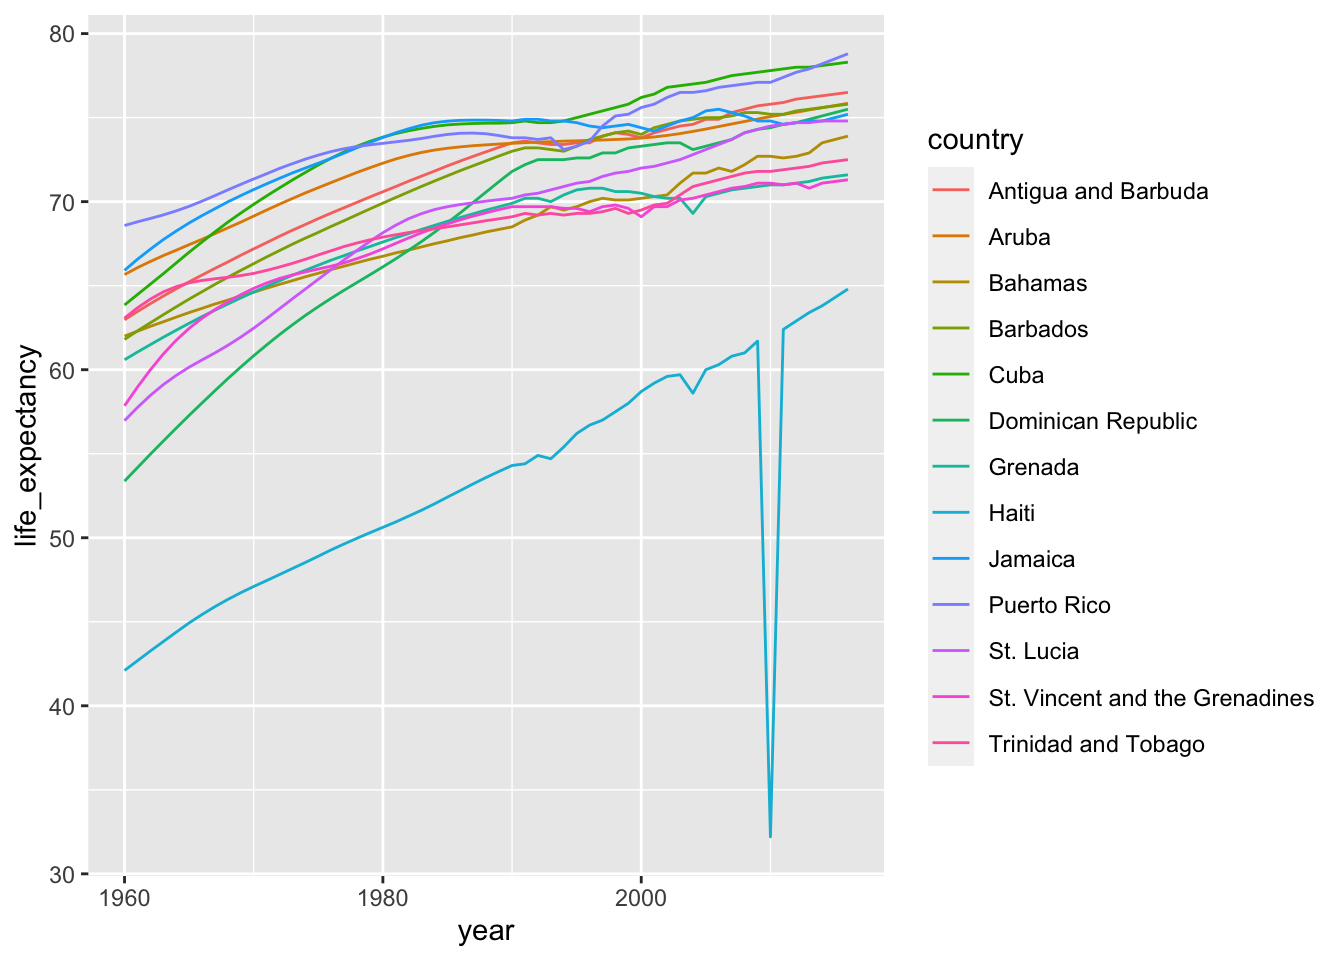 80
70
60
50
40
30
life_expectancy
1960
1980
2000
year
country
Antigua and Barbuda
Aruba
Bahamas
Barbados
Cuba
Dominican Republic
Grenada
Haiti
Jamaica
Puerto Rico
St. Lucia
St. Vincent and the Grenadines
Trinidad and Tobago